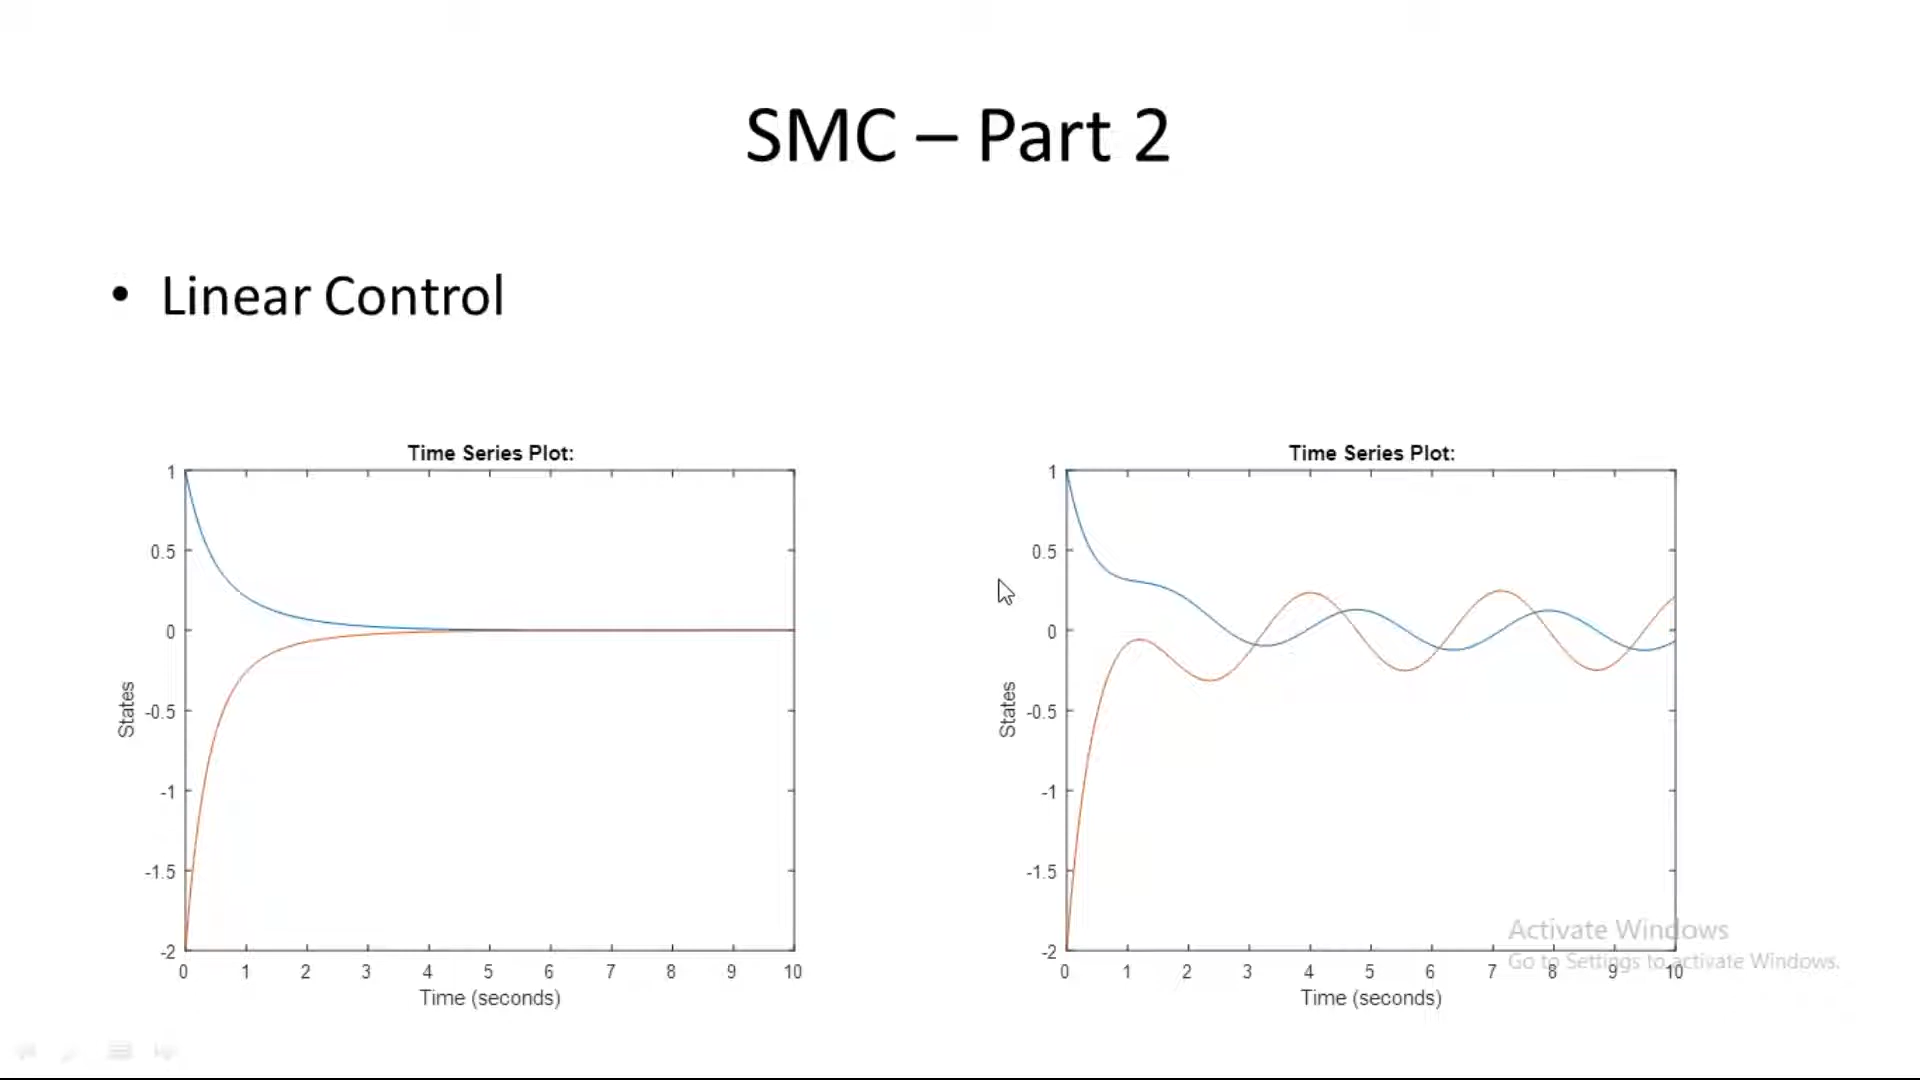 SMC – Part 2
• Linear Control
Time Series Plot:
1
0.5
0
-0.5
-1
-1.5
-2
States
0 1 2 3 4 5 6 7 8 9 10
Time (seconds)
Time Series Plot:
1
0.5
0
-0.5
-1
-1.5
-2
States
0 1 2 3 4 5 6 7 8 9 10
Time (seconds)
Activate Windows
Go to Settings to activate Windows.